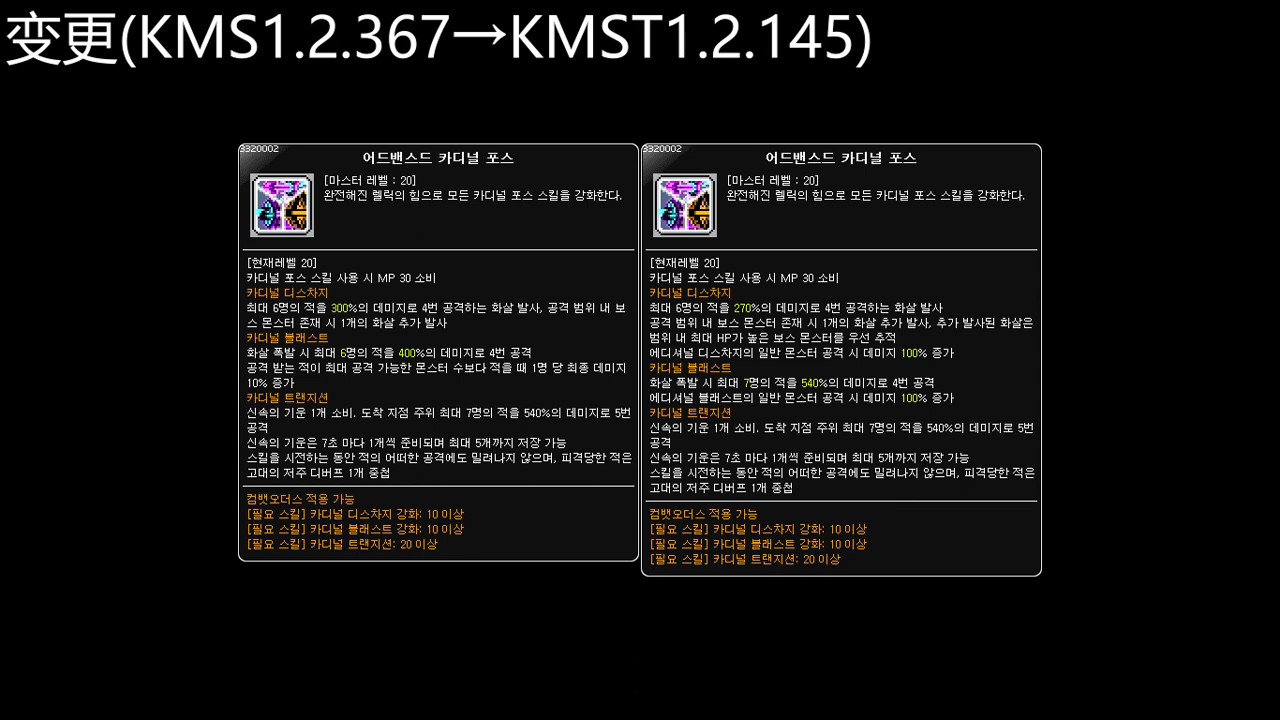 变更(KMS1.2.367→KMST1.2.145)
3320002
어드밴스드 카디널 포스
[마스터 레벨 : 20]
완전해진 렐릭의 힘으로 모든 카디널 포스 스킬을 강화한다.
[현재레벨 20]
카디널 포스 스킬 사용 시 MP 30 소비
카디널 디스차지
최대 6명의 적을 300%의 데미지로 4번 공격하는 화살 발사, 공격 범위 내 보
스 몬스터 존재 시 1개의 화살 추가 발사
카디널 블래스트
화살 폭발 시 최대 6명의 적을 400%의 데미지로 4번 공격
공격 받는 적이 최대 공격 가능한 몬스터 수보다 적을 때 1명 당 최종 데미지
10% 증가
카디널 트랜지션
신속의 기운 1개 소비. 도착 지점 주위 최대 7명의 적을 540%의 데미지로 5번
공격
신속의 기운은 7초 마다 1개씩 준비되며 최대 5개까지 저장 가능
스킬을 시전하는 동안 적의 어떠한 공격에도 밀려나지 않으며, 피격당한 적은
고대의 저주 디버프 1개 중첩
컴뱃오더스 적용 가능
[필요 스킬] 카디널 디스차지 강화: 10 이상
[필요 스킬] 카디널 블래스트 강화: 10 이상
[필요 스킬] 카디널 트랜지션: 20 이상
3320002
어드밴스드 카디널 포스
[마스터 레벨 : 20]
완전해진 렐릭의 힘으로 모든 카디널 포스 스킬을 강화한다.
[현재레벨 20]
카디널 포스 스킬 사용 시 MP 30 소비
카디널 디스차지
최대 6명의 적을 270%의 데미지로 4번 공격하는 화살 발사
공격 범위 내 보스 몬스터 존재 시 1개의 화살 추가 발사, 추가 발사된 화살은
범위 내 최대 HP가 높은 보스 몬스터를 우선 추적
에디셔널 디스차지의 일반 몬스터 공격 시 데미지 100% 증가
카디널 블래스트
화살 폭발 시 최대 7명의 적을 540%의 데미지로 4번 공격
에디셔널 블래스트의 일반 몬스터 공격 시 데미지 100% 증가
카디널 트랜지션
신속의 기운 1개 소비. 도착 지점 주위 최대 7명의 적을 540%의 데미지로 5번
공격
신속의 기운은 7초 마다 1개씩 준비되며 최대 5개까지 저장 가능
스킬을 시전하는 동안 적의 어떠한 공격에도 밀려나지 않으며, 피격당한 적은
고대의 저주 디버프 1개 중첩
컴뱃오더스 적용 가능
[필요 스킬] 카디널 디스차지 강화: 10 이상
[필요 스킬] 카디널 블래스트 강화: 10 이상
[필요 스킬] 카디널 트랜지션: 20 이상